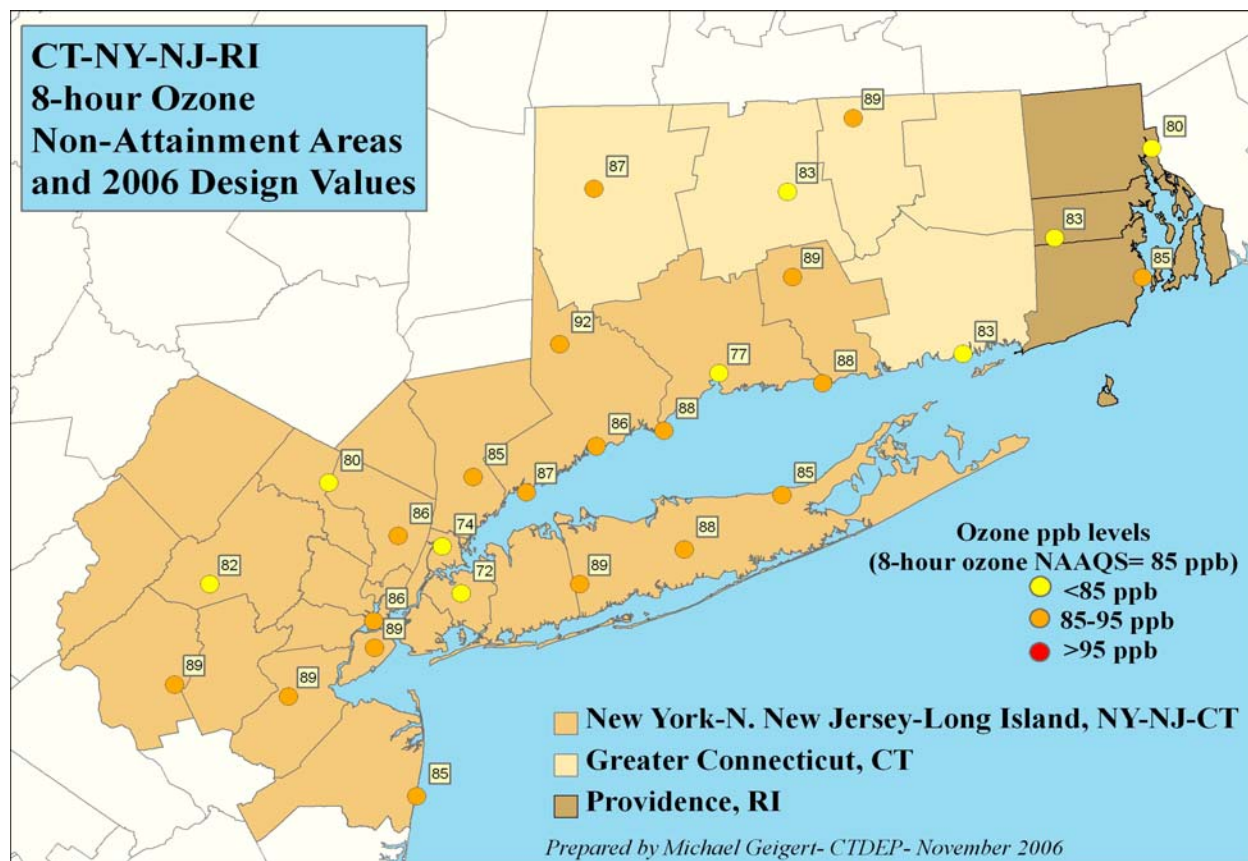 CT-NY-NJ-RI
8-hour Ozone
Non-Attainment Areas
and 2006 Design Values
89
80
87
83
83
85
89
92
83
77
88
88
86
85
80
87
85
86
74
88
82
72
89
86
89
89
89
85
Ozone ppb levels
(8-hour ozone NAAQS= 85 ppb)
<85 ppb
85-95 ppb
>95 ppb
New York-N. New Jersey-Long Island, NY-NJ-CT
Greater Connecticut, CT
Providence, RI
Prepared by Michael Geigert- CTDEP- November 2006